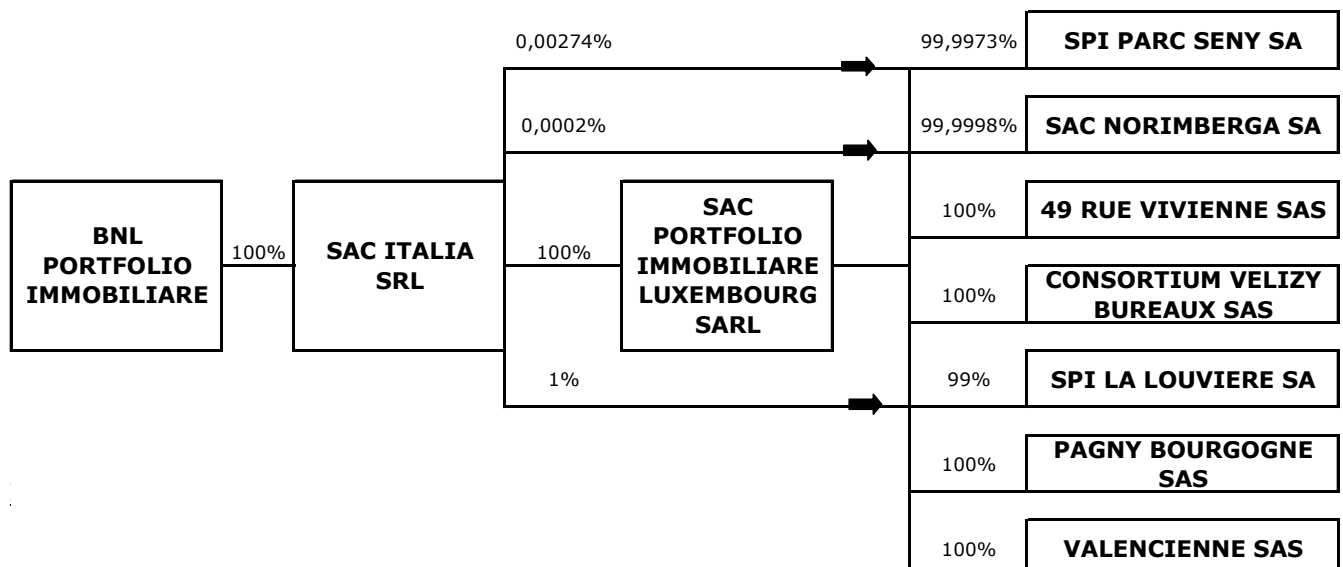 0,00274%
99,9973%
SPI PARC SENY SA
0,0002%
99,9998%
SAC NORIMBERGA SA
BNL
PORTFOLIO
IMMOBILIARE
100%
SAC ITALIA
SRL
100%
SAC
PORTFOLIO
IMMOBILIARE
LUXEMBOURG
SARL
100%
49 RUE VIVIENNE SAS
100%
CONSORTIUM VELIZY
BUREAUX SAS
1%
99%
SPI LA LOUVIERE SA
100%
PAGNY BOURGOGNE
SAS
100%
VALENCIENNE SAS